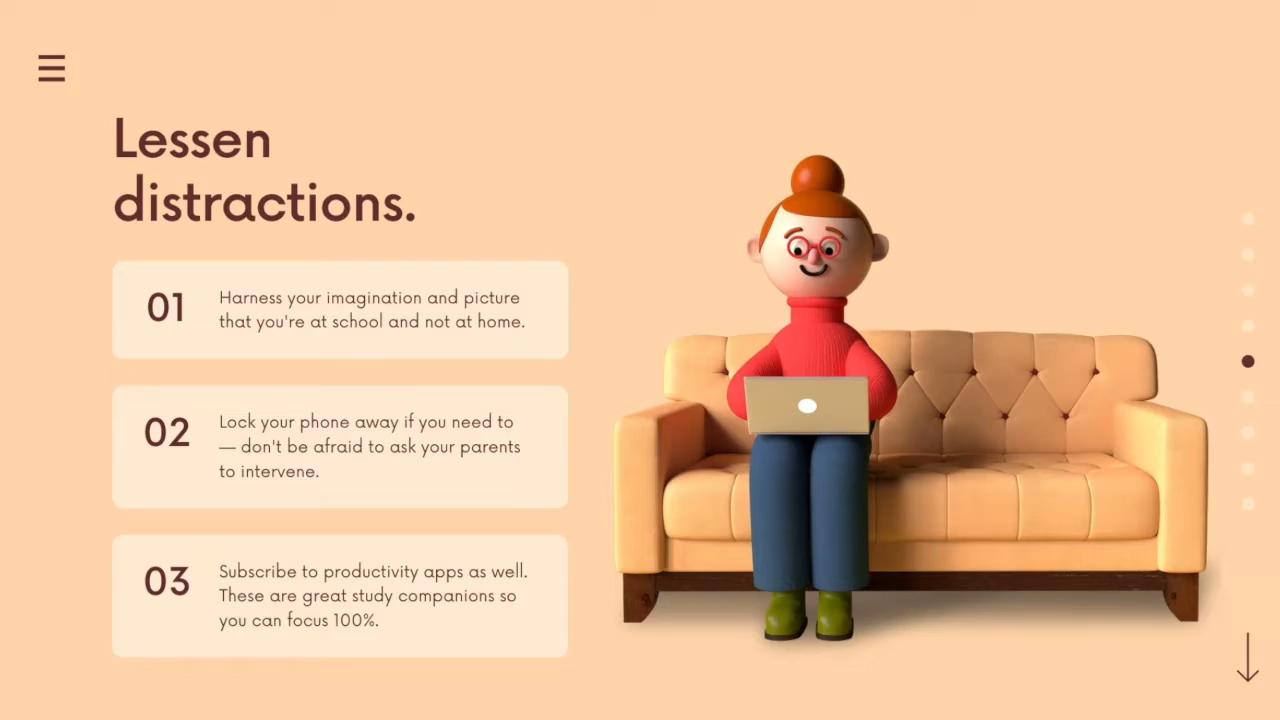 Lessen
distractions.
01
Harness your imagination and picture
that you're at school and not at home.
02
Lock your phone away if you need to
— don't be afraid to ask your parents
to intervene.
03
Subscribe to productivity apps as well.
These are great study companions so
you can focus 100%.